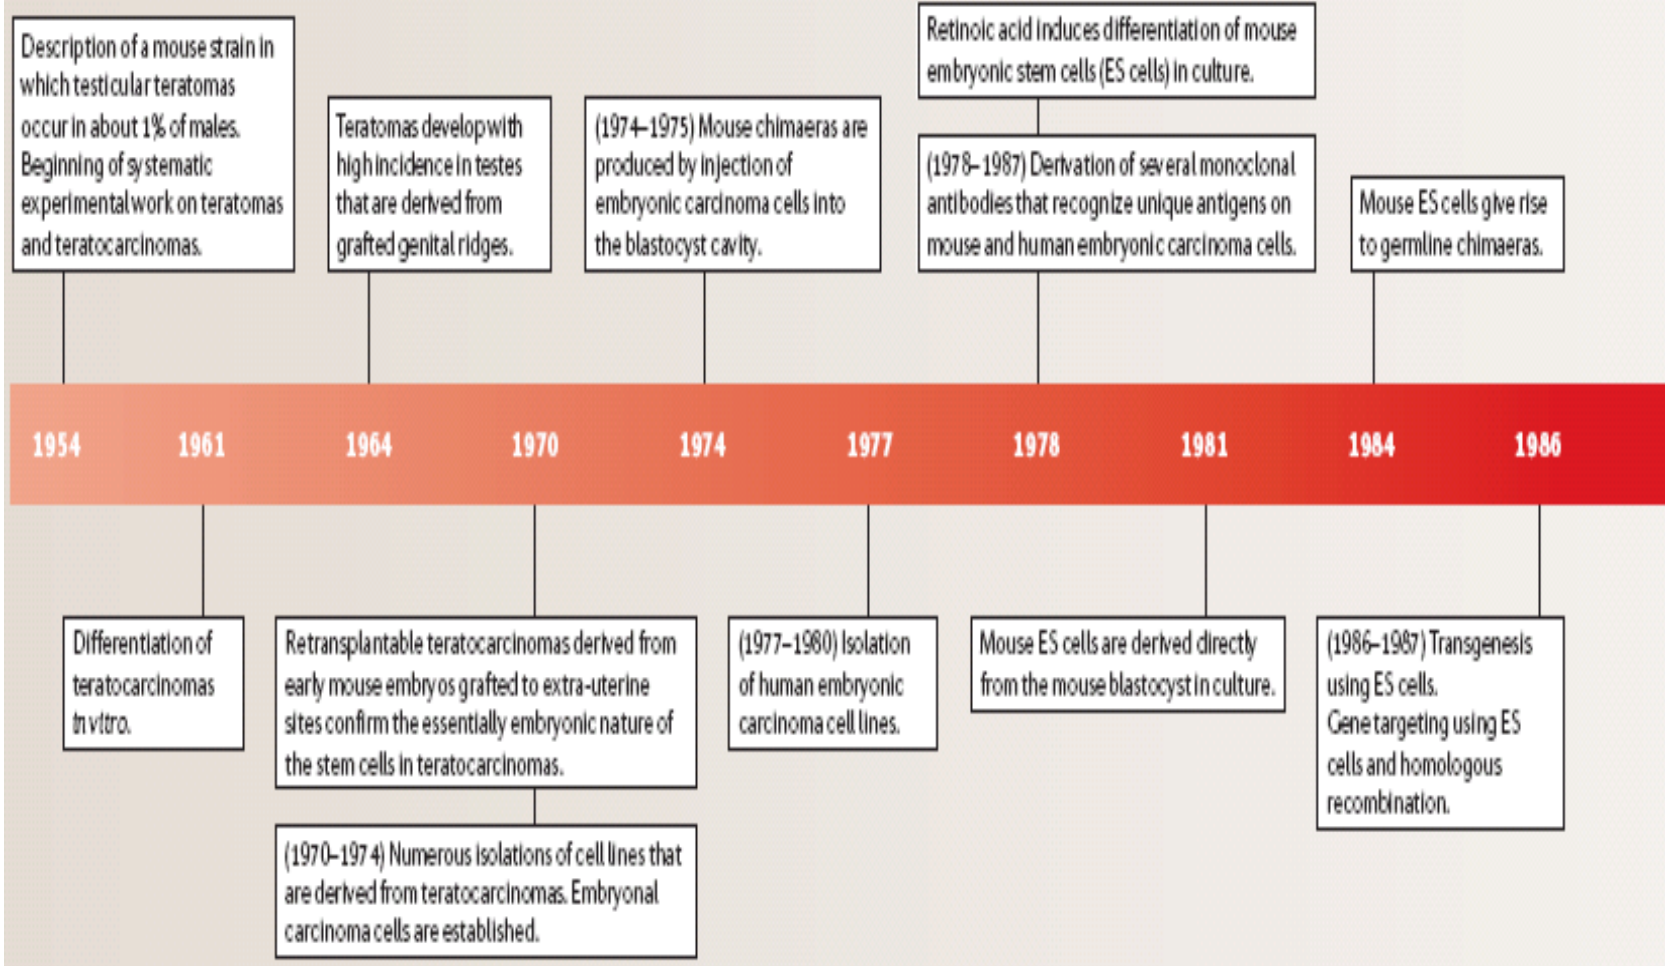 Description of a mouse strain in
which testicular teratomas
occur in about 1% of males.
Beginning of systematic
experimental work on teratomas
and teratocarcinomas.
Teratomas develop with
high incidence in testes
that are derived from
grafted genital ridges.
(1974–1975) Mouse chimaeras are
produced by injection of
embryonic carcinoma cells into
the blastocyst cavity.
Retinoic acid induces differentiation of mouse
embryonic stem cells (ES cells) in culture.
(1978–1987) Derivation of several monoclonal
antibodies that recognize unique antigens on
mouse and human embryonic carcinoma cells.
Mouse ES cells give rise
to germline chimaeras.
1954 1961 1964 1970 1974 1977 1978 1981 1984 1986
Differentiation of
teratocarcinomas
in vitro.
Retransplantable teratocarcinomas derived from
early mouse embryos grafted to extra-uterine
sites confirm the essentially embryonic nature of
the stem cells in teratocarcinomas.
(1970–1974) Numerous isolations of cell lines that
are derived from teratocarcinomas. Embryonal
carcinoma cells are established.
(1977–1980) Isolation
of human embryonic
carcinoma cell lines.
Mouse ES cells are derived directly
from the mouse blastocyst in culture.
(1986–1987) Transgenesis
using ES cells.
Gene targeting using ES
cells and homologous
recombination.